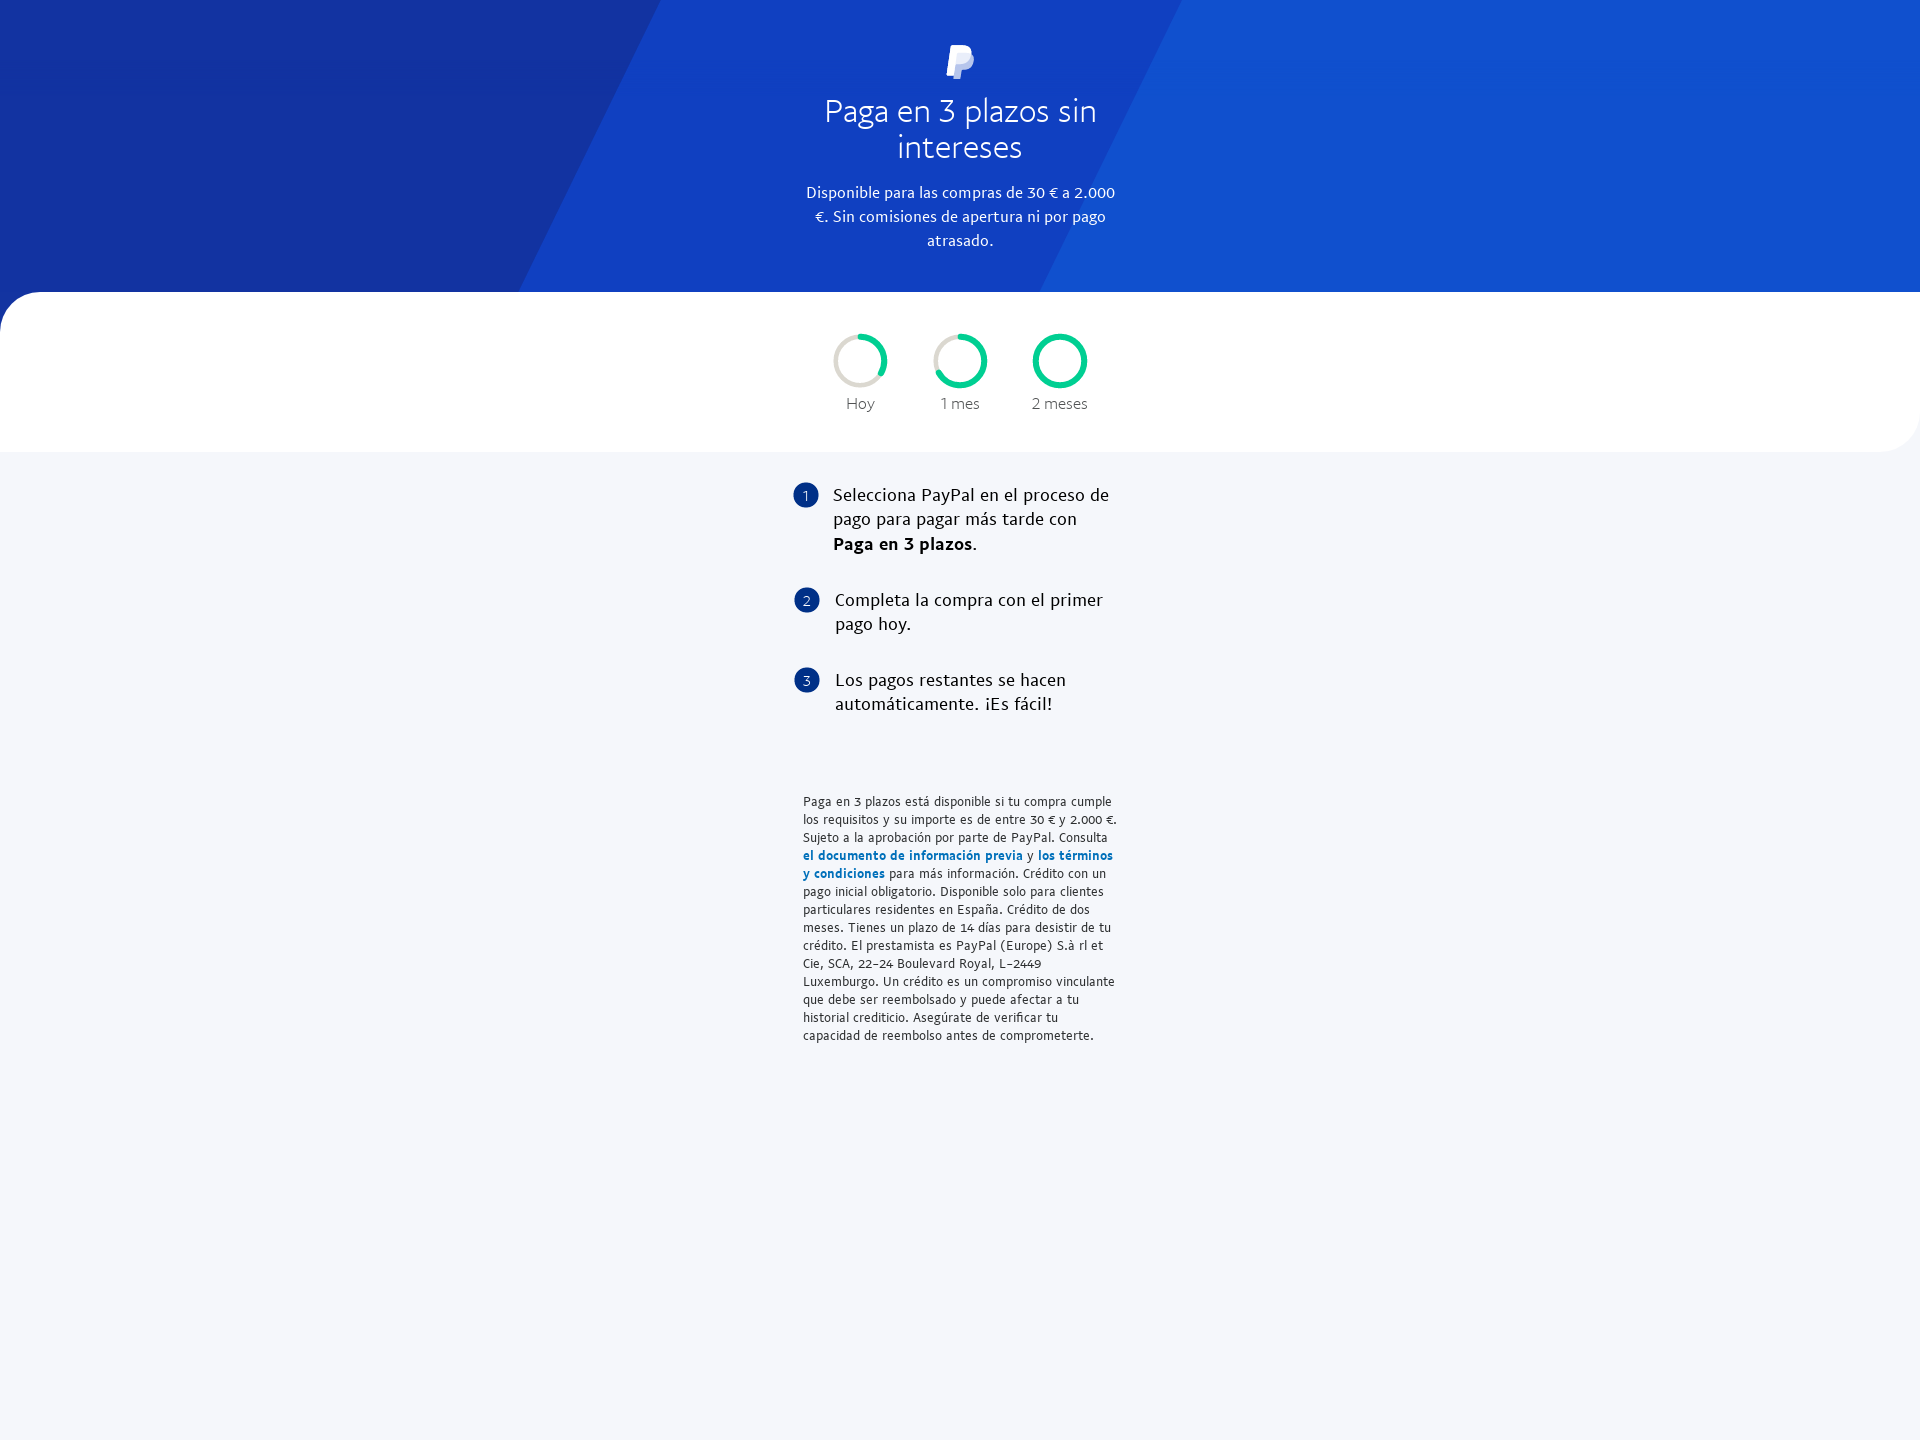 Paga en 3 plazos sin
intereses
Disponible para las compras de 30 € a 2.000
€. Sin comisiones de apertura ni por pago
atrasado.
Hoy
1 mes
2 meses
1 Selecciona PayPal en el proceso de
pago para pagar más tarde con
Paga en 3 plazos.
2 Completa la compra con el primer
pago hoy.
3 Los pagos restantes se hacen
automáticamente. ¡Es fácil!
Paga en 3 plazos está disponible si tu compra cumple
los requisitos y su importe es de entre 30 € y 2.000 €.
Sujeto a la aprobación por parte de PayPal. Consulta
el documento de información previa y los términos
y condiciones para más información. Crédito con un
pago inicial obligatorio. Disponible solo para clientes
particulares residentes en España. Crédito de dos
meses. Tienes un plazo de 14 días para desistir de tu
crédito. El prestamista es PayPal (Europe) S.à rl et
Cie, SCA, 22-24 Boulevard Royal, L-2449
Luxemburgo. Un crédito es un compromiso vinculante
que debe ser reembolsado y puede afectar a tu
historial crediticio. Asegúrate de verificar tu
capacidad de reembolso antes de comprometerte.